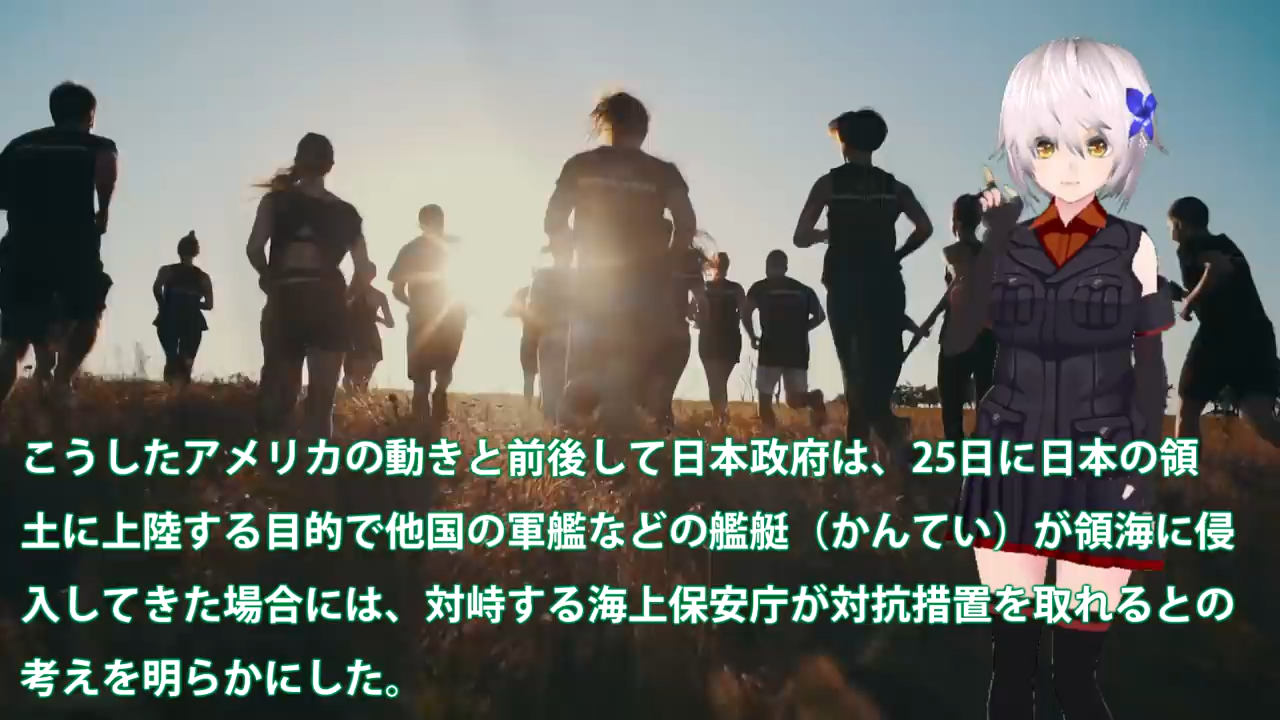 こうしたアメリカの動きと前後して日本政府は、25日に日本の領
土に上陸する目的で他国の軍艦などの艦艇（かんてい）が領海に侵
入してきた場合には、対峙する海上保安庁が対抗措置を取れるとの
考えを明らかにした。